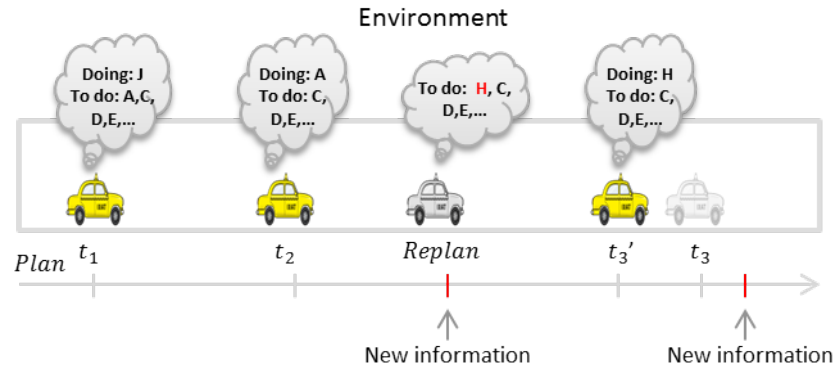 Environment
Doing: J
To do: A,C,
D,E,...
Doing: A
To do: C,
D,E,...
To do: H, C,
D,E,...
Doing: H
To do: C,
D,E,...
Plan
t₁
t₂
Replan
t₃'
t₃
New information
New information